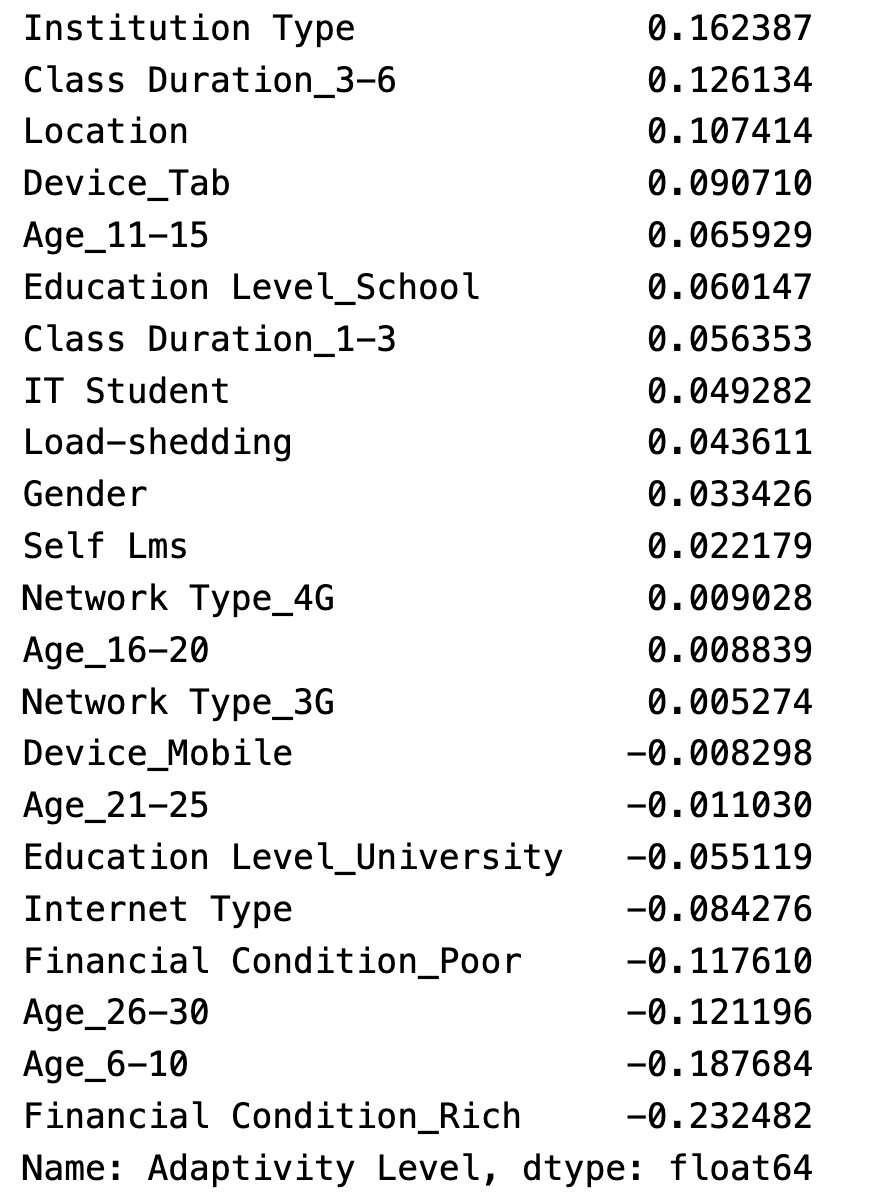 Institution Type 0.162387
Class Duration_3-6 0.126134
Location 0.107414
Device_Tab 0.090710
Age_11-15 0.065929
Education Level_School 0.060147
Class Duration_1-3 0.056353
IT Student 0.049282
Load-shedding 0.043611
Gender 0.033426
Self Lms 0.022179
Network Type_4G 0.009028
Age_16-20 0.008839
Network Type_3G 0.005274
Device_Mobile -0.008298
Age_21-25 -0.011030
Education Level_University -0.055119
Internet Type -0.084276
Financial Condition_Poor -0.117610
Age_26-30 -0.121196
Age_6-10 -0.187684
Financial Condition_Rich -0.232482
Name: Adaptivity Level, dtype: float64